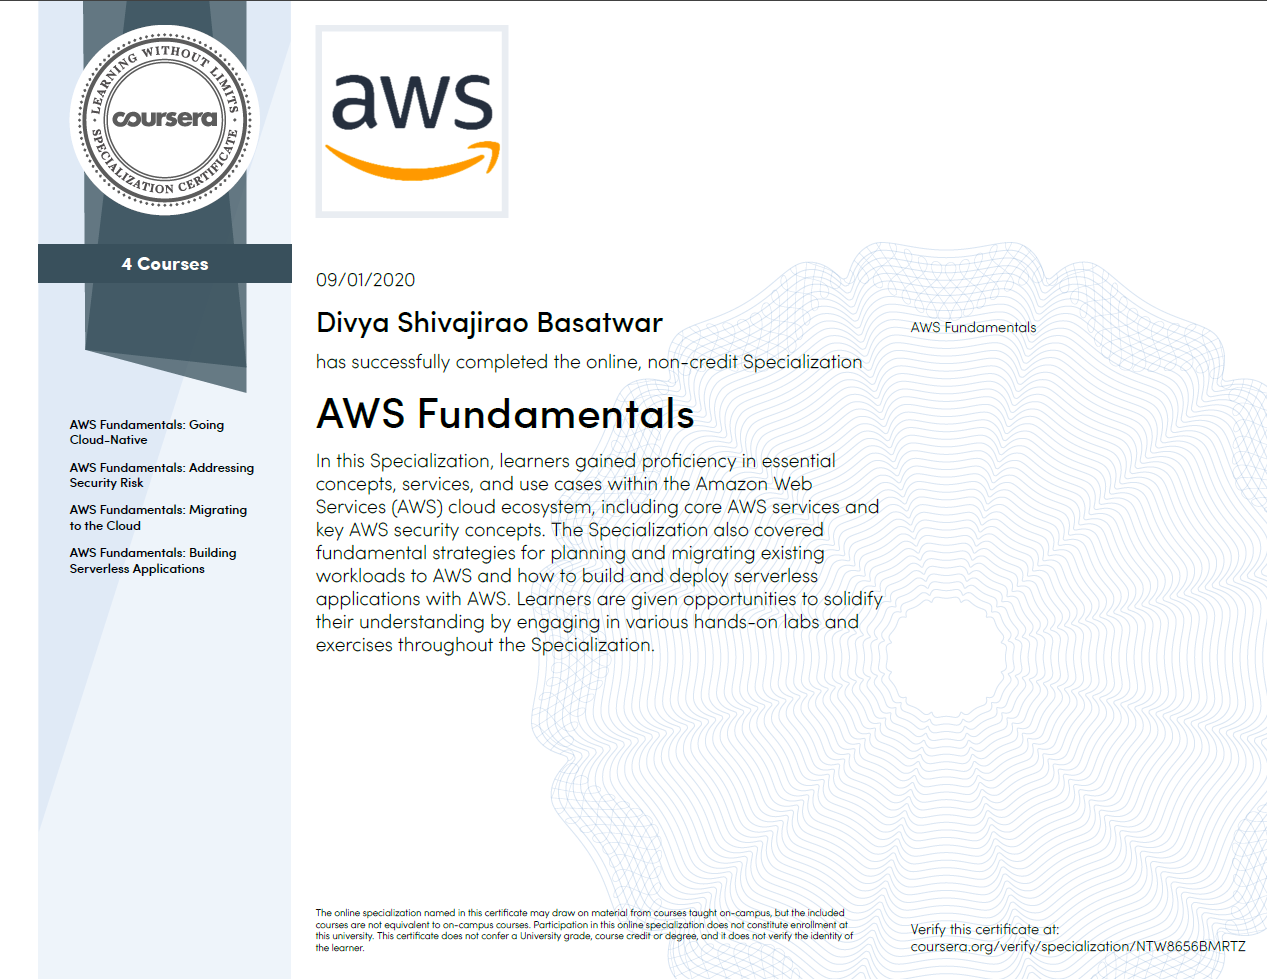 LEARNING WITHOUT LIMITS
coursera
SPECIALIZATION CERTIFICATE
4 Courses
AWS Fundamentals: Going
Cloud-Native
AWS Fundamentals: Addressing
Security Risk
AWS Fundamentals: Migrating
to the Cloud
AWS Fundamentals: Building
Serverless Applications
aws
09/01/2020
Divya Shivajirao Basatwar
has successfully completed the online, non-credit Specialization
AWS Fundamentals
In this Specialization, learners gained proficiency in essential
concepts, services, and use cases within the Amazon Web
Services (AWS) cloud ecosystem, including core AWS services and
key AWS security concepts. The Specialization also covered
fundamental strategies for planning and migrating existing
workloads to AWS and how to build and deploy serverless
applications with AWS. Learners are given opportunities to solidify
their understanding by engaging in various hands-on labs and
exercises throughout the Specialization.
AWS Fundamentals
The online specialization named in this certificate may draw on material from courses taught on-campus, but the included
courses are not equivalent to on-campus courses. Participation in this online specialization does not constitute enrollment at
this university. This certificate does not confer a University grade, course credit or degree, and it does not verify the identity of
the learner.
Verify this certificate at:
coursera.org/verify/specialization/NTW8656BMRTZ